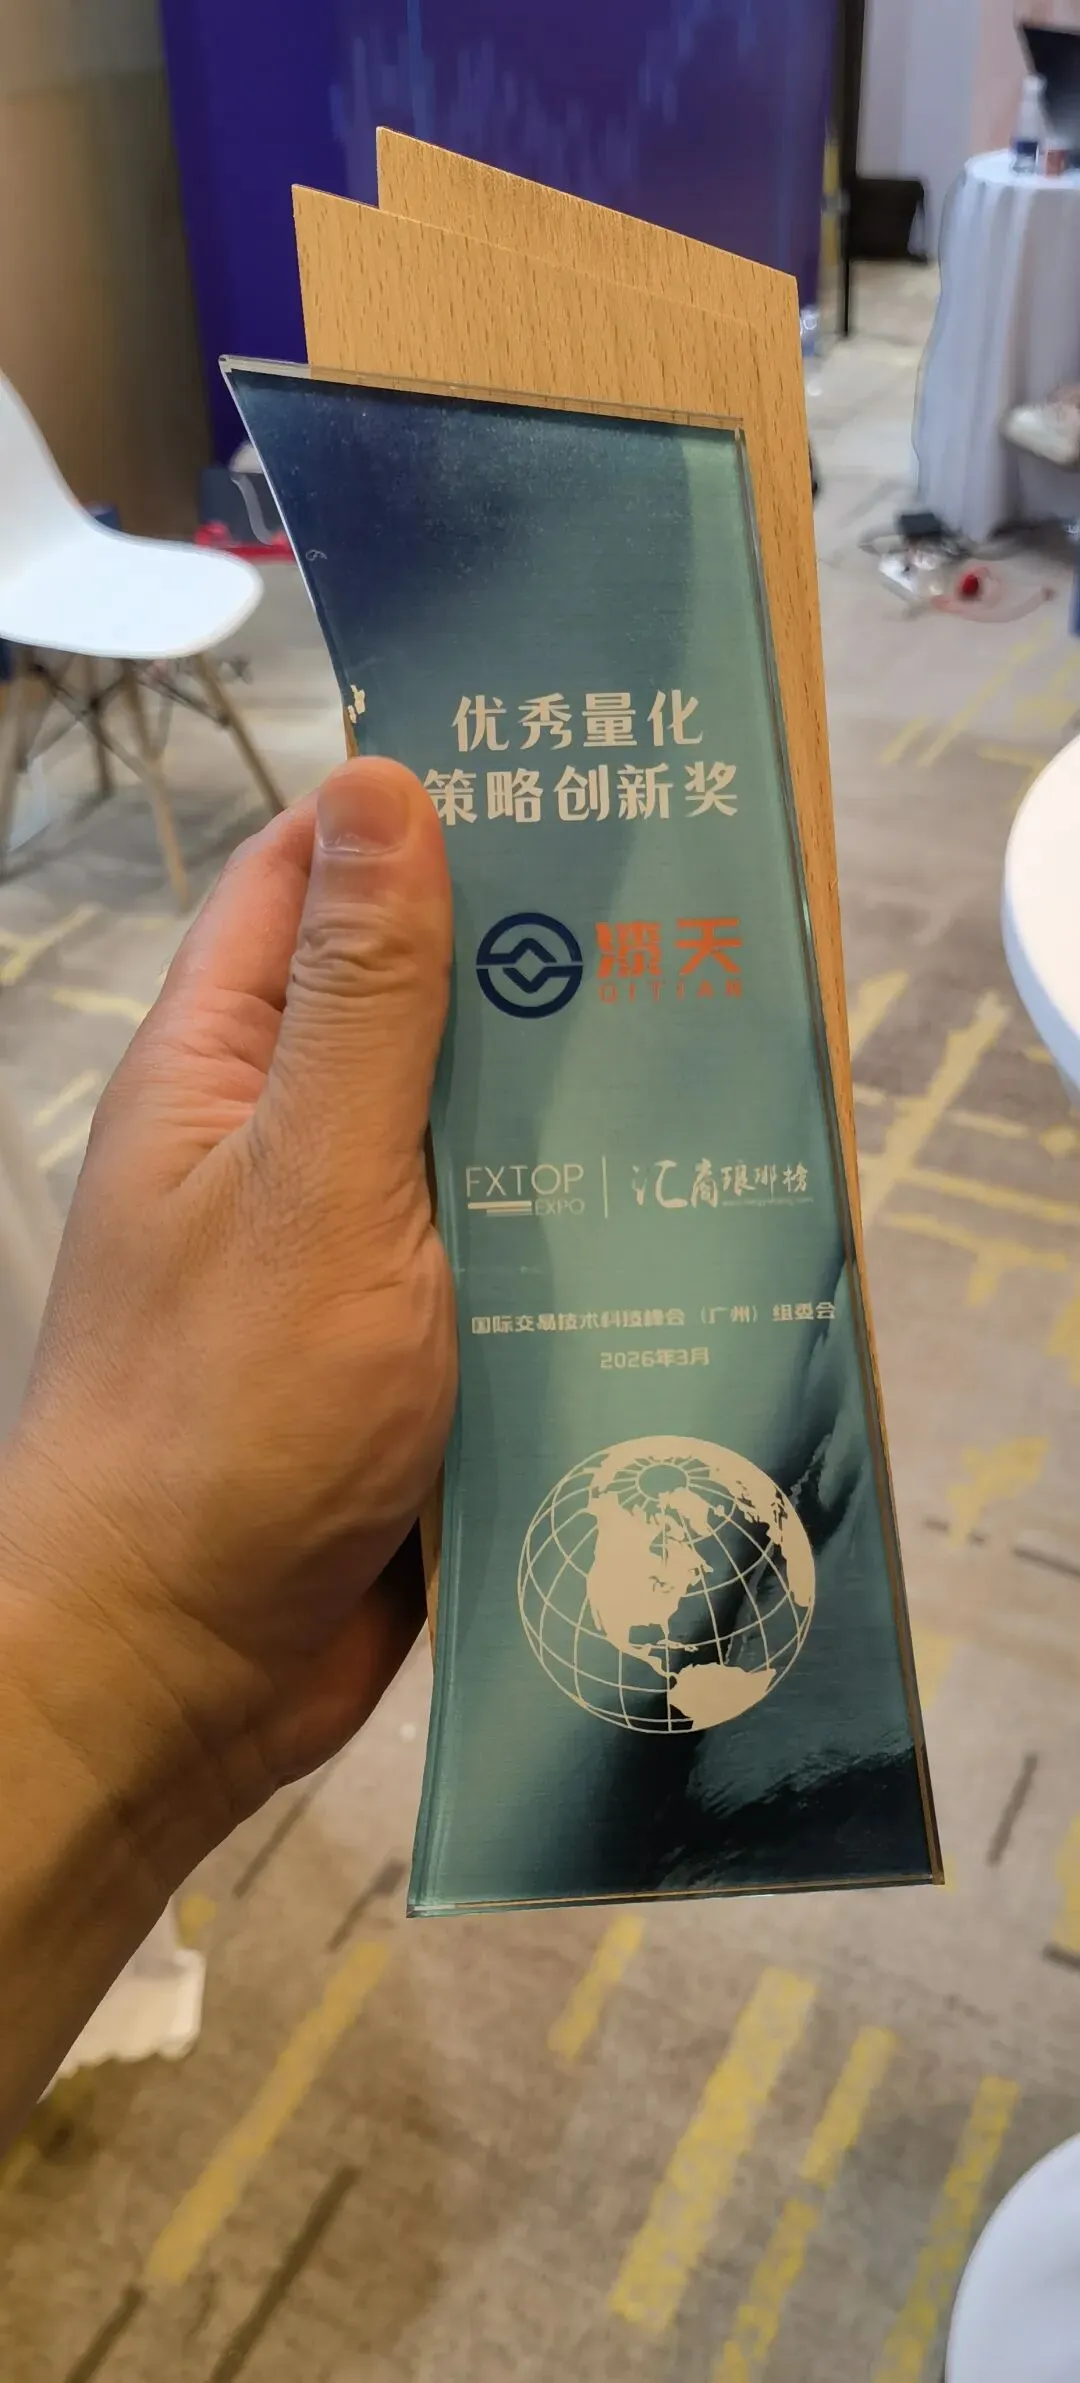 优秀量化
策略创新奖
天
QITIAN
FXTOP
EXPO
汇商琅琊榜
国际交易技术科技峰会（广州）组委会
2026年3月